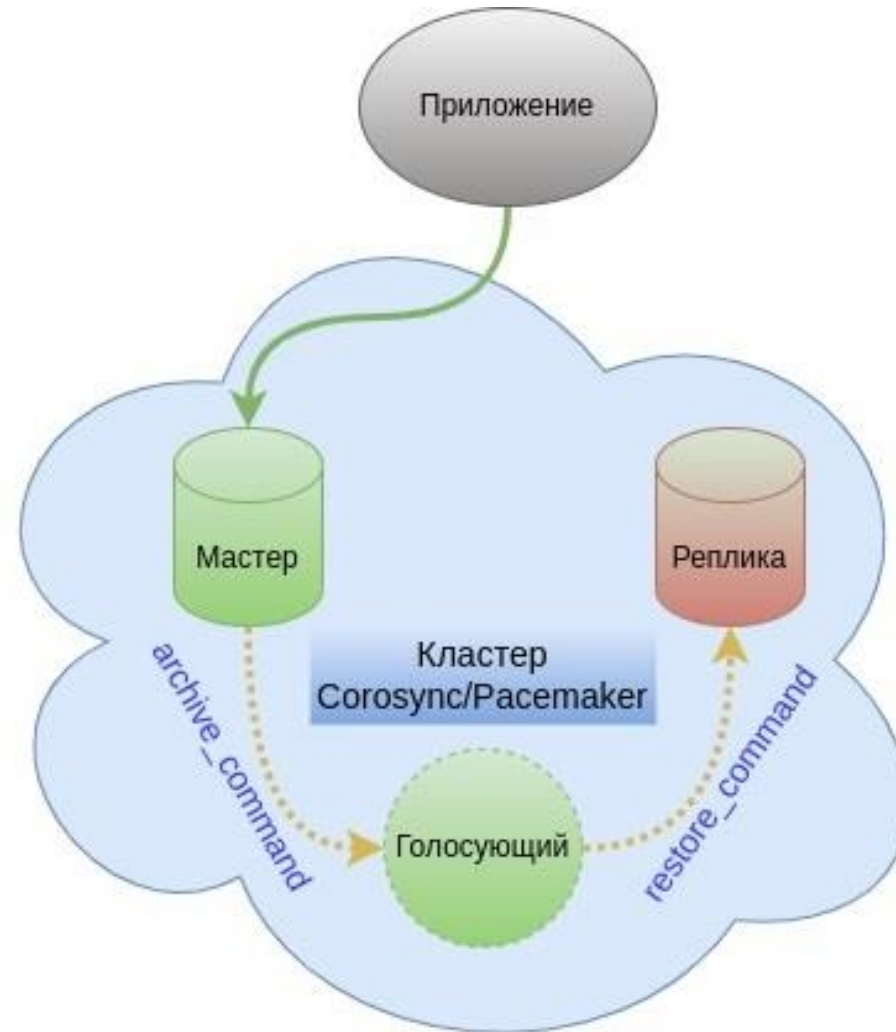 Приложение
Мастер
Реплика
Кластер
Corosync/Pacemaker
archive_command
restore_command
Голосующий